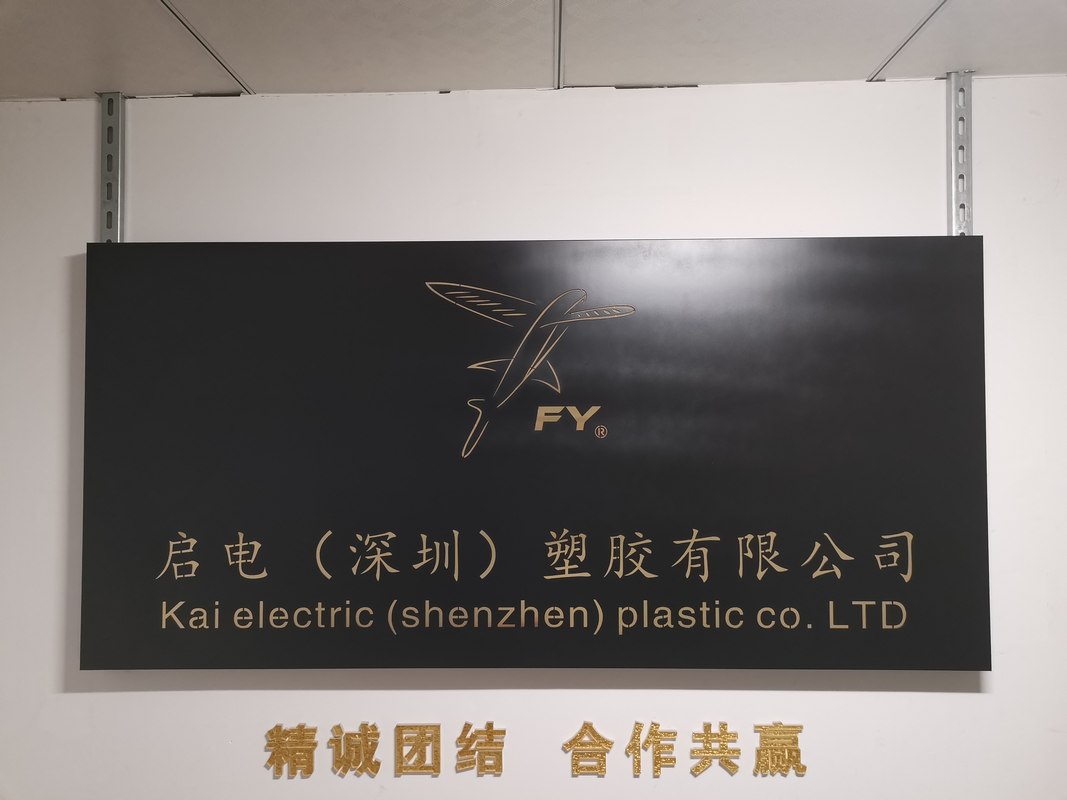 FY®
启电（深圳）塑胶有限公司
Kai electric (shenzhen) plastic co. LTD
精诚团结 合作共赢